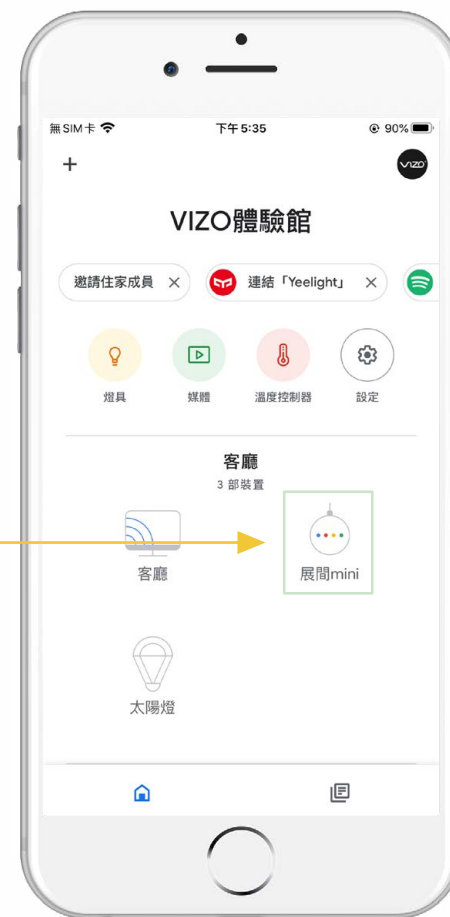 無SIM卡 下午5:35 90%
+ VIZO
VIZO體驗館
邀請住家成員 × 連結「Yeelight」 ×
燈具 媒體 溫度控制器 設定
客廳
3 部裝置
客廳 展間mini
太陽燈